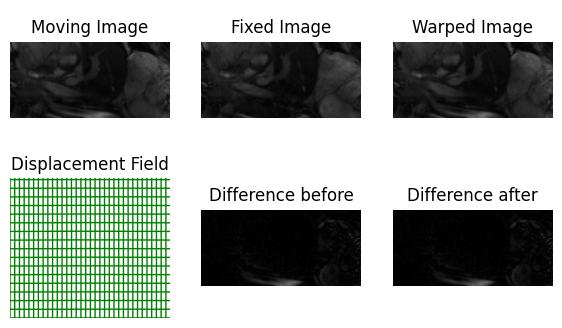 Moving Image
Fixed Image
Warped Image
Displacement Field
Difference before
Difference after